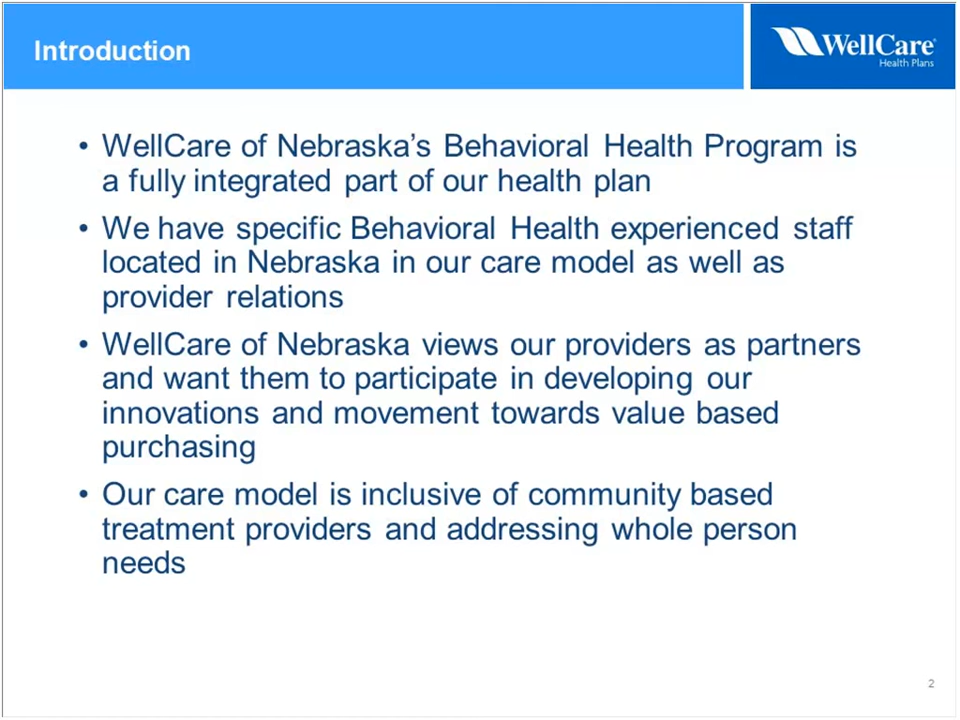 Introduction
WellCare®
Health Plans
• WellCare of Nebraska’s Behavioral Health Program is
a fully integrated part of our health plan
• We have specific Behavioral Health experienced staff
located in Nebraska in our care model as well as
provider relations
• WellCare of Nebraska views our providers as partners
and want them to participate in developing our
innovations and movement towards value based
purchasing
• Our care model is inclusive of community based
treatment providers and addressing whole person
needs
2